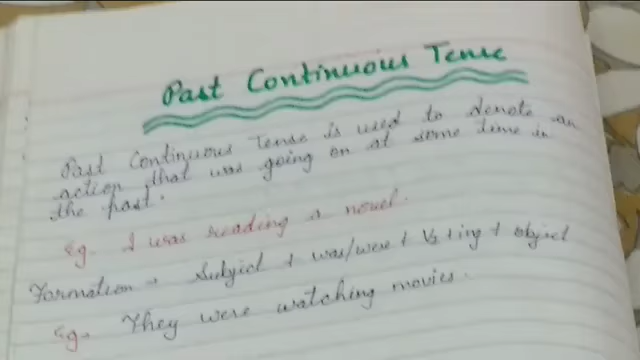 Past Continuous Tense
Past Continuous Tense is used to denote an
action that was going on at some time in
the past.
Eg. I was reading a novel.
Formation → Subject + was/were + V1 + ing + object
Eg. They were watching movies.